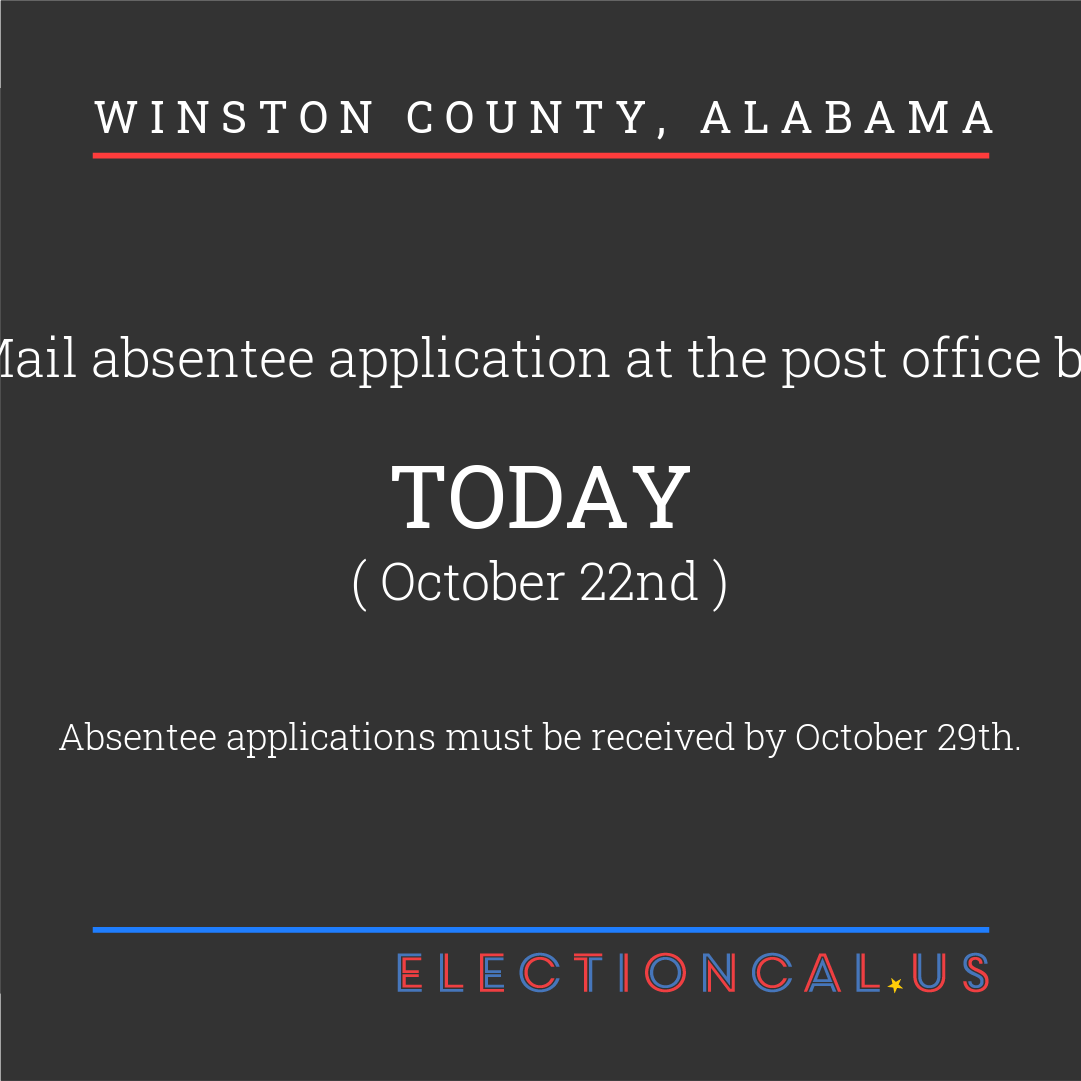 WINSTON COUNTY, ALABAMA
Mail absentee application at the post office b
TODAY
( October 22nd )
Absentee applications must be received by October 29th.
ELECTIONCAL.US